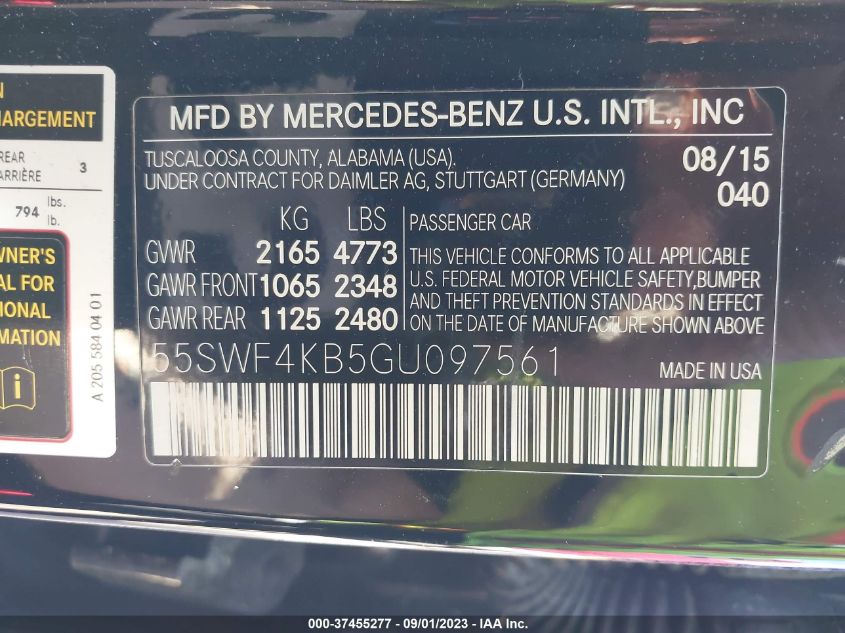 N
HARGEMENT
REAR
ARRIÈRE 3
794 lbs.
lb.
WNER'S
AL FOR
IONAL
MATION
i
A 205 584 04 01
MFD BY MERCEDES-BENZ U.S. INTL., INC
TUSCALOOSA COUNTY, ALABAMA (USA). 08/15
UNDER CONTRACT FOR DAIMLER AG, STUTTGART (GERMANY) 040
KG LBS PASSENGER CAR
GVWR 2165 4773 THIS VEHICLE CONFORMS TO ALL APPLICABLE
GAWR FRONT 1065 2348 U.S. FEDERAL MOTOR VEHICLE SAFETY,BUMPER
AND THEFT PREVENTION STANDARDS IN EFFECT
GAWR REAR 1125 2480 ON THE DATE OF MANUFACTURE SHOWN ABOVE
55SWF4KB5GU097561 MADE IN USA
000-37455277 - 09/01/2023 - Copyright © IAA, LLC.